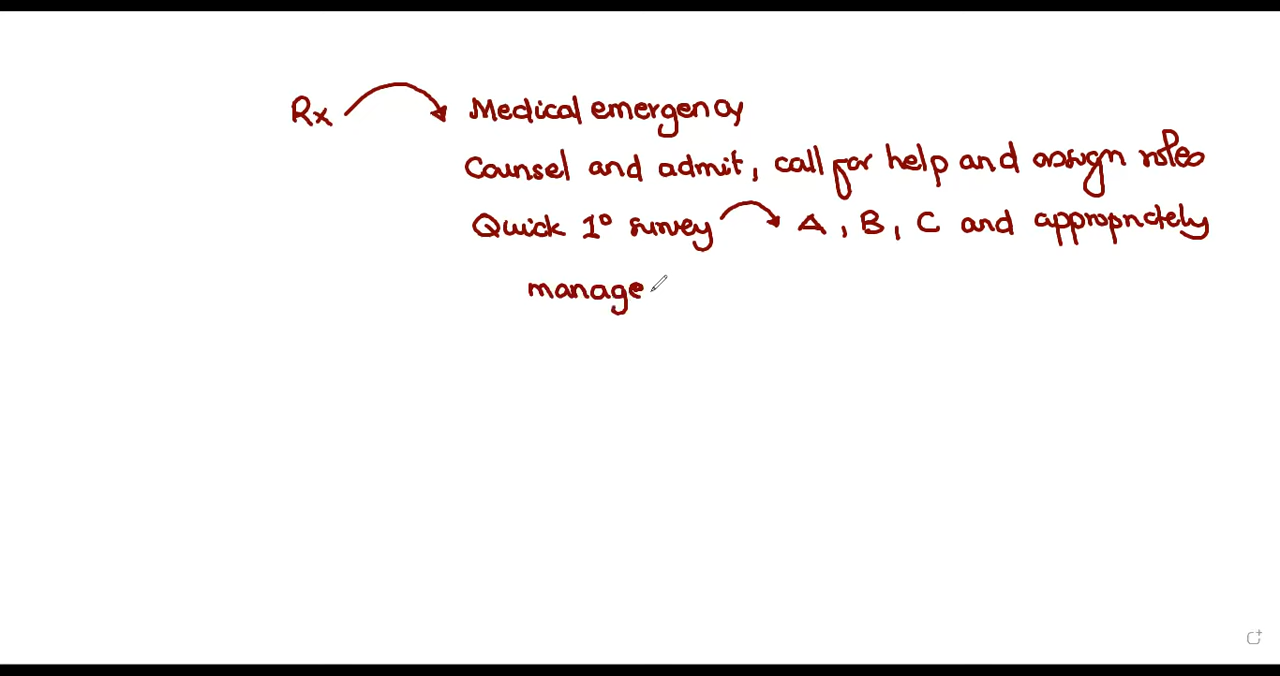 Rx → Medical emergency
Counsel and admit, call for help and assign roles
Quick 1° survey → A, B, C and appropriately
manage